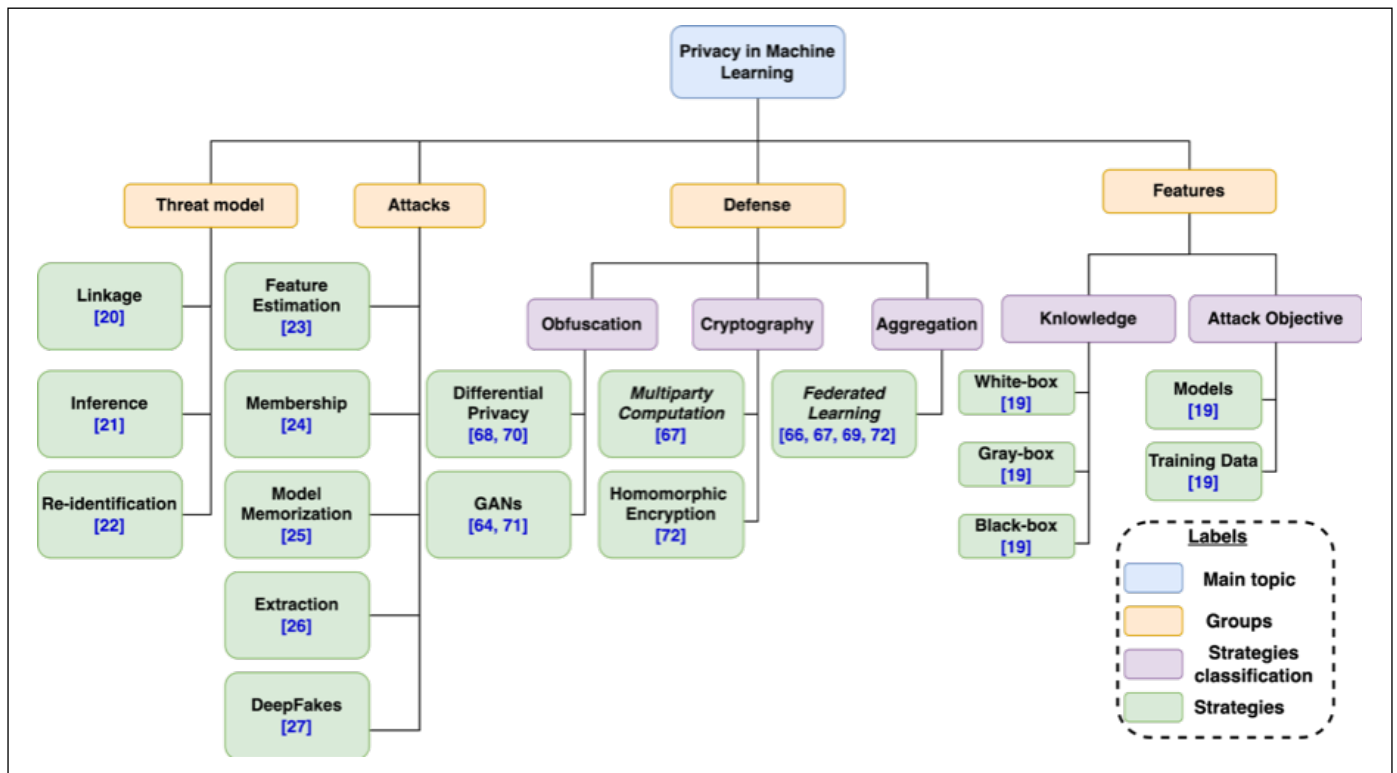 Privacy in Machine
Learning
Threat model
Attacks
Defense
Features
Linkage
[20]
Inference
[21]
Re-identification
[22]
Feature
Estimation
[23]
Membership
[24]
Model
Memorization
[25]
Extraction
[26]
DeepFakes
[27]
Obfuscation
Cryptography
Aggregation
Differential
Privacy
[68, 70]
GANs
[64, 71]
Multiparty
Computation
[67]
Homomorphic
Encryption
[72]
Federated
Learning
[66, 67, 69, 72]
Knlowledge
Attack Objective
White-box
[19]
Gray-box
[19]
Black-box
[19]
Models
[19]
Training Data
[19]
Labels
Main topic
Groups
Strategies
classification
Strategies